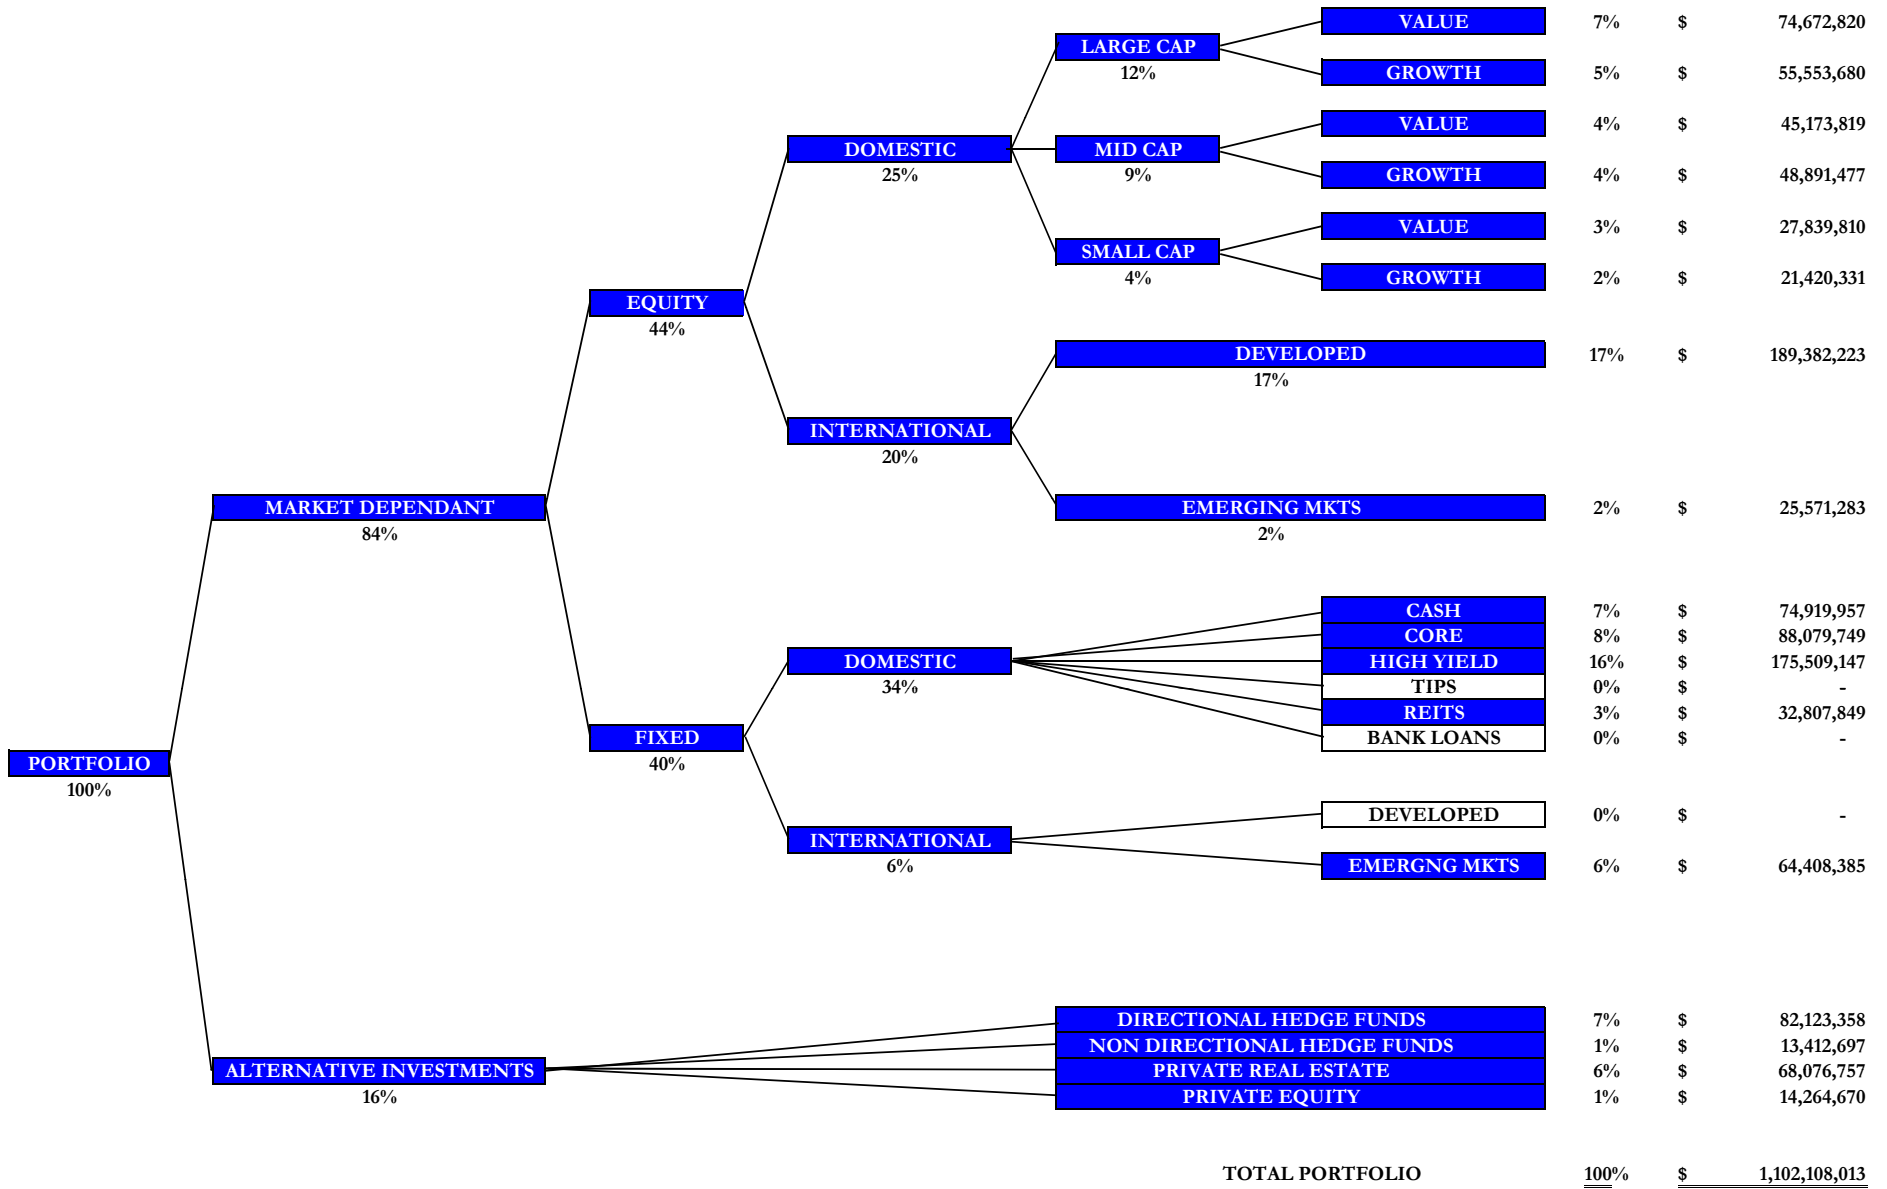 VALUE 7% $ 74,672,820
LARGE CAP
12%
GROWTH 5% $ 55,553,680
VALUE 4% $ 45,173,819
DOMESTIC MID CAP
25% 9%
GROWTH 4% $ 48,891,477
VALUE 3% $ 27,839,810
SMALL CAP
4%
GROWTH 2% $ 21,420,331
EQUITY
44%
DEVELOPED 17% $ 189,382,223
17%
INTERNATIONAL
20%
MARKET DEPENDANT EMERGING MKTS 2% $ 25,571,283
84% 2%
CASH 7% $ 74,919,957
CORE 8% $ 88,079,749
DOMESTIC HIGH YIELD 16% $ 175,509,147
34% TIPS 0% $ -
REITS 3% $ 32,807,849
FIXED BANK LOANS 0% $ -
40%
PORTFOLIO
100%
DEVELOPED 0% $ -
INTERNATIONAL
6% EMERGNG MKTS 6% $ 64,408,385
DIRECTIONAL HEDGE FUNDS 7% $ 82,123,358
NON DIRECTIONAL HEDGE FUNDS 1% $ 13,412,697
ALTERNATIVE INVESTMENTS PRIVATE REAL ESTATE 6% $ 68,076,757
16% PRIVATE EQUITY 1% $ 14,264,670
TOTAL PORTFOLIO 100% $ 1,102,108,013